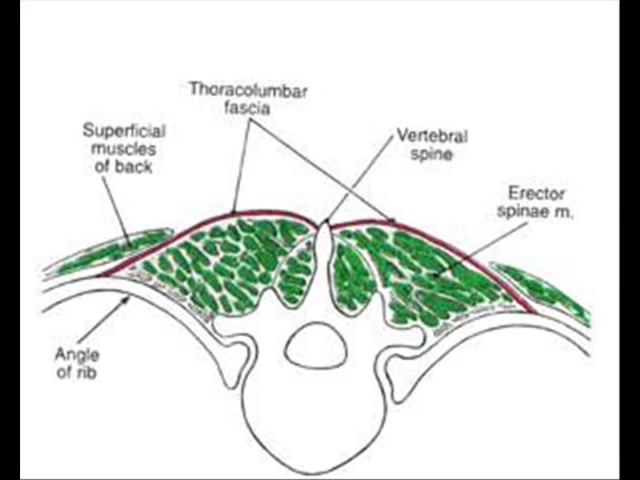 Thoracolumbar
fascia
Superficial
muscles
of back
Vertebral
spine
Erector
spinae m.
Angle
of rib